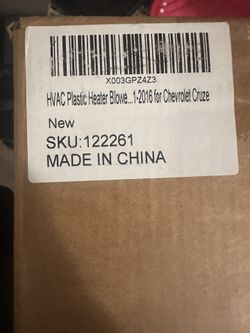 X003GPZ4Z3
HVAC Plastic Heater Blowe...1-2016 for Chevrolet Cruze
New
SKU:122261
MADE IN CHINA